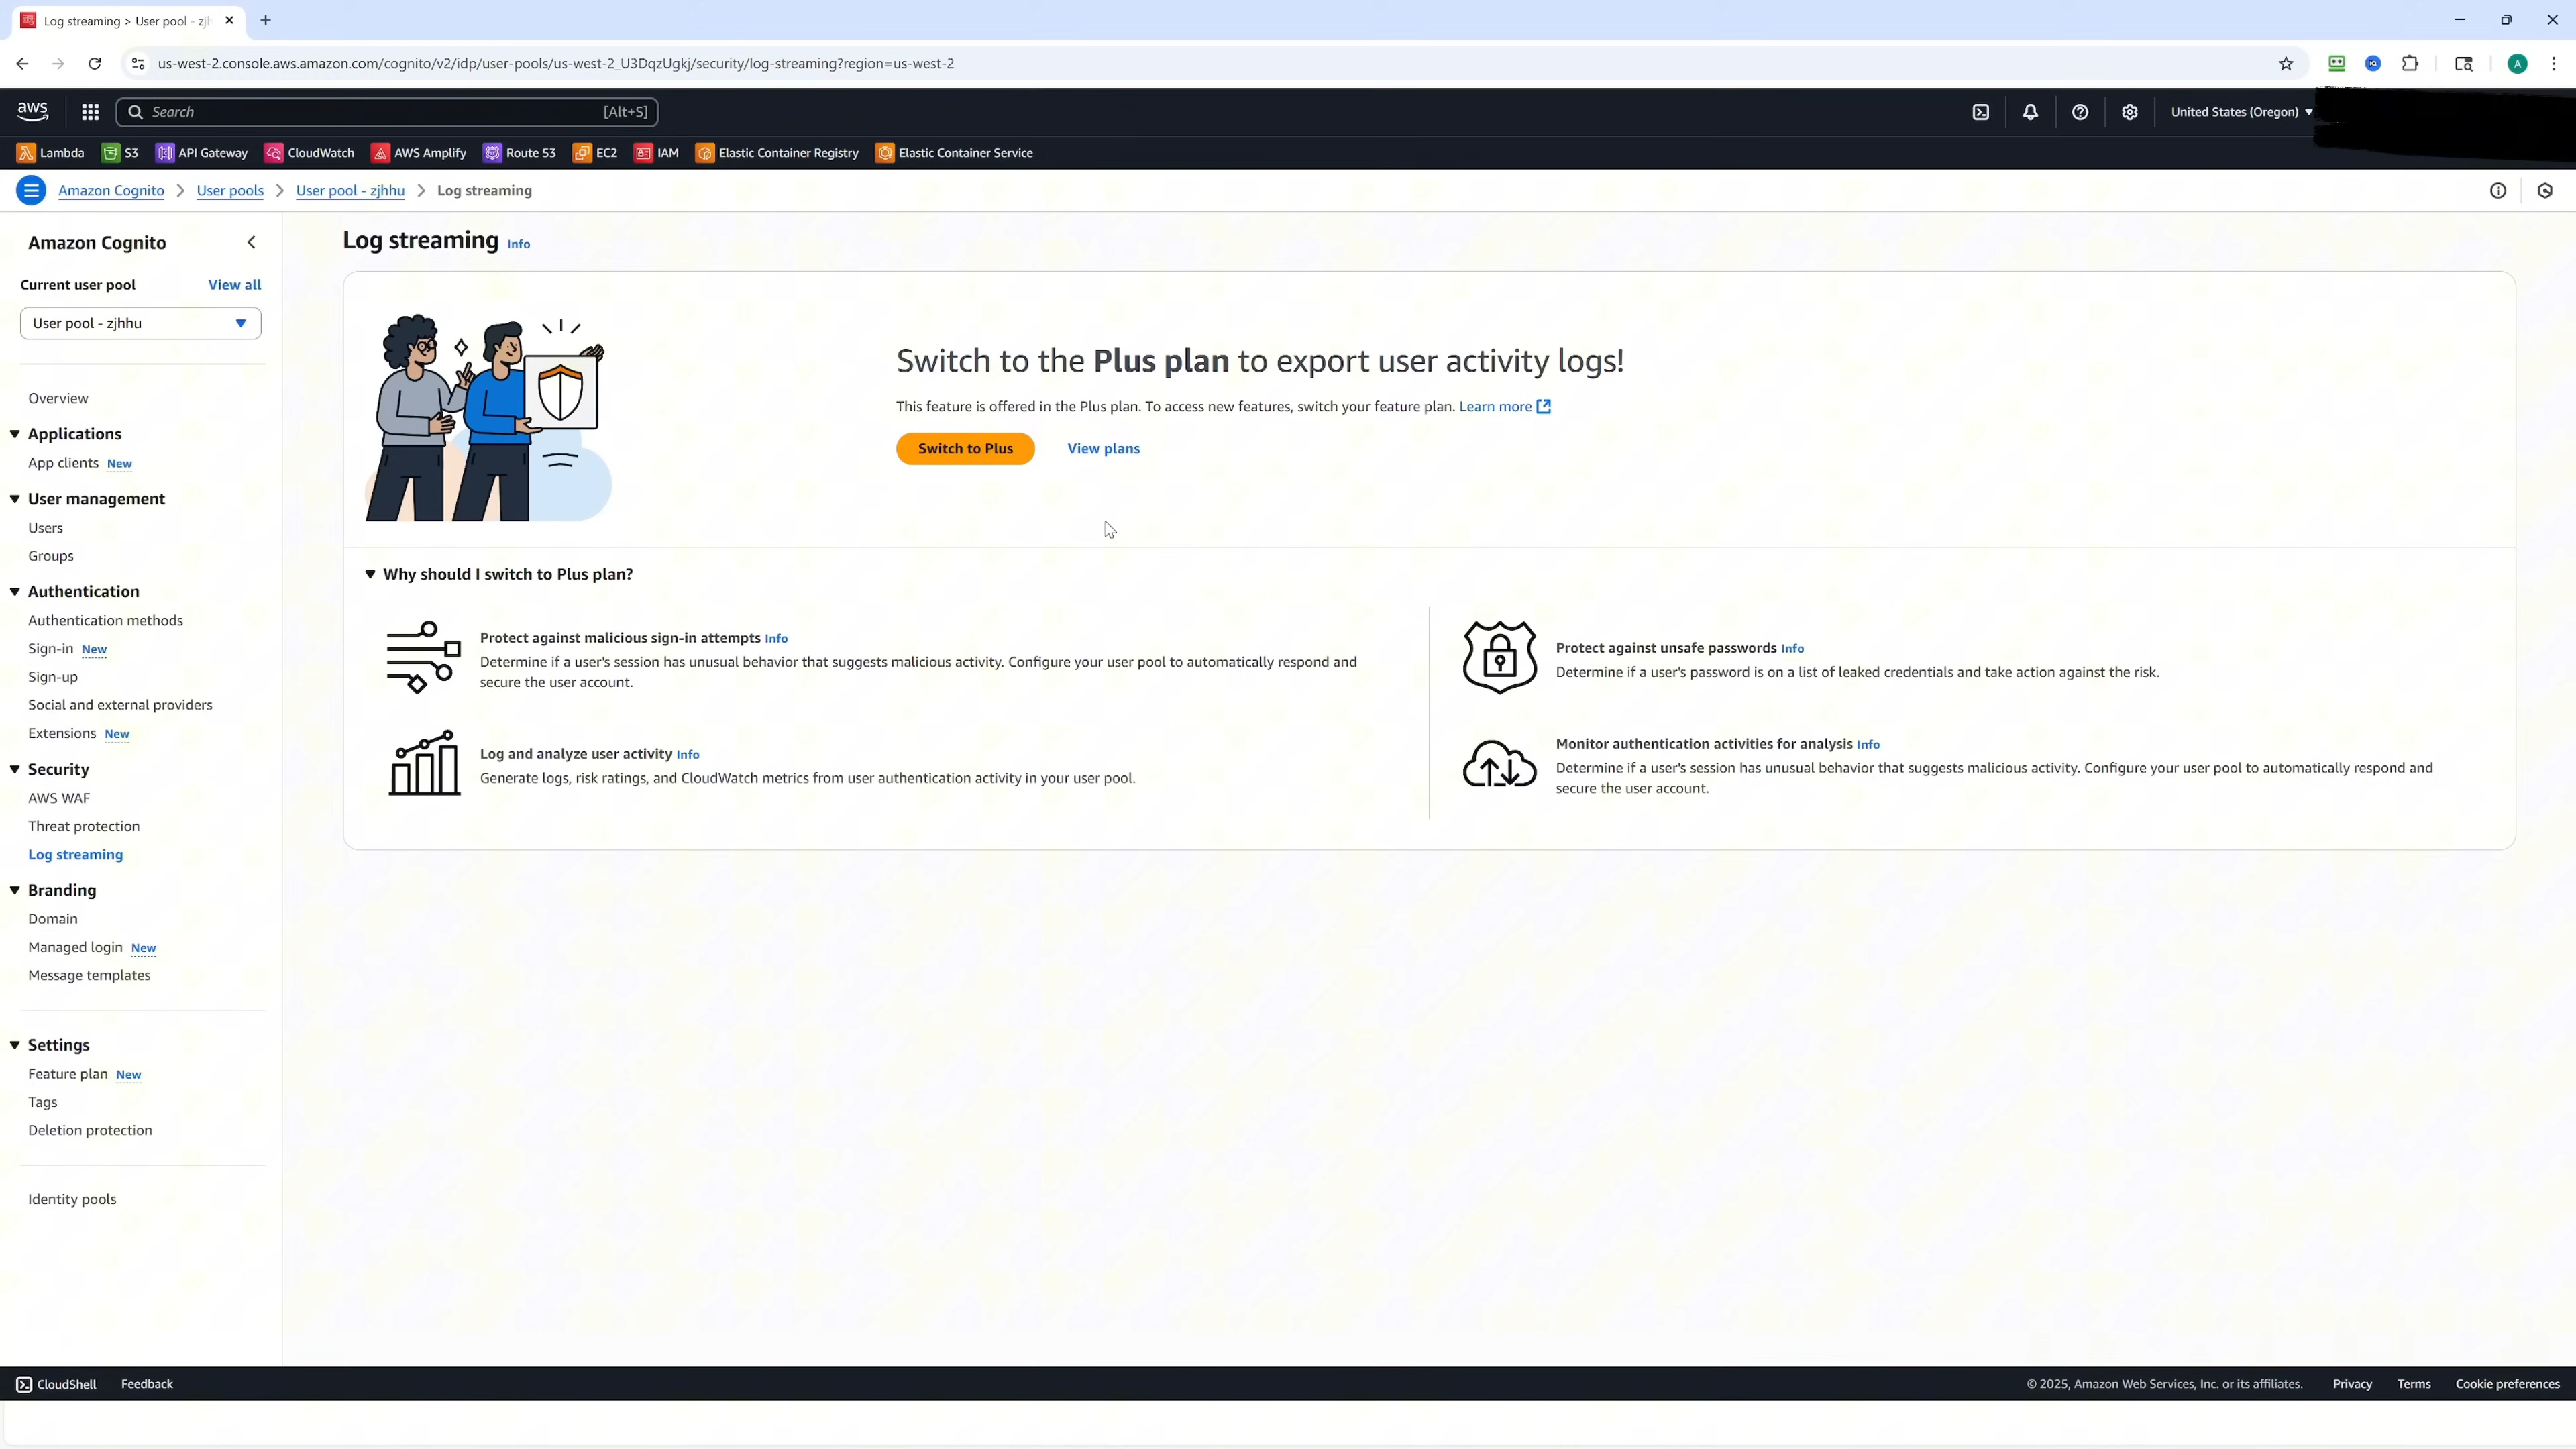 Log streaming > User pool - zjh
us-west-2.console.aws.amazon.com/cognito/v2/idp/user-pools/us-west-2_U3DqzUgkj/security/log-streaming?region=us-west-2
A
aws
Search
[Alt+S]
United States (Oregon)
Lambda
S3
API Gateway
CloudWatch
AWS Amplify
Route 53
EC2
IAM
Elastic Container Registry
Elastic Container Service
Amazon Cognito > User pools > User pool - zjhhu > Log streaming
Amazon Cognito
Current user pool
View all
User pool - zjhhu
Overview
Applications
App clients New
User management
Users
Groups
Authentication
Authentication methods
Sign-in New
Sign-up
Social and external providers
Extensions New
Security
AWS WAF
Threat protection
Log streaming
Branding
Domain
Managed login New
Message templates
Settings
Feature plan New
Tags
Deletion protection
Identity pools
Log streaming Info
Switch to the Plus plan to export user activity logs!
This feature is offered in the Plus plan. To access new features, switch your feature plan. Learn more
Switch to Plus
View plans
Why should I switch to Plus plan?
Protect against malicious sign-in attempts Info
Determine if a user's session has unusual behavior that suggests malicious activity. Configure your user pool to automatically respond and
secure the user account.
Protect against unsafe passwords Info
Determine if a user's password is on a list of leaked credentials and take action against the risk.
Log and analyze user activity Info
Generate logs, risk ratings, and CloudWatch metrics from user authentication activity in your user pool.
Monitor authentication activities for analysis Info
Determine if a user's session has unusual behavior that suggests malicious activity. Configure your user pool to automatically respond and
secure the user account.
CloudShell
Feedback
© 2025, Amazon Web Services, Inc. or its affiliates.
Privacy
Terms
Cookie preferences